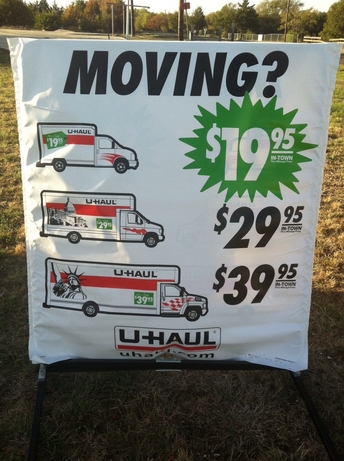 MOVING?
U-HAUL
19.95
$19.95
IN-TOWN
U-HAUL
29.95
$29.95
IN-TOWN
U-HAUL
$39.95
$39.95
IN-TOWN
U-HAUL
uhaul.com